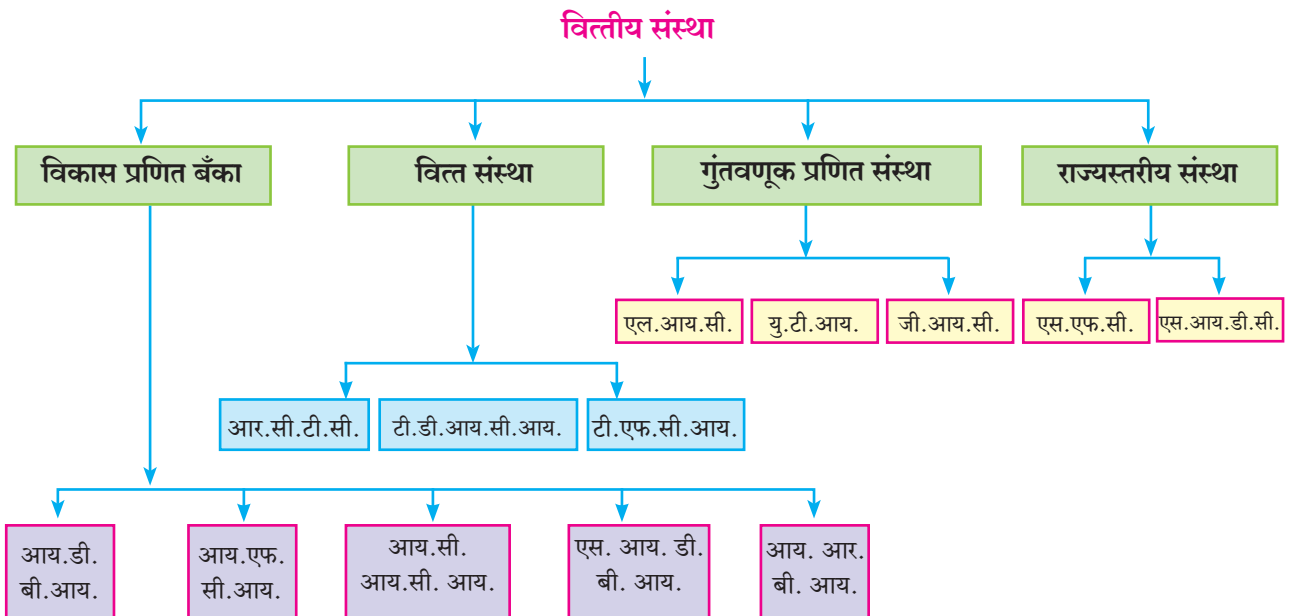 वित्तीय संस्था
विकास प्रणित बँका
वित्त संस्था
गुंतवणूक प्रणित संस्था
राज्यस्तरीय संस्था
एल.आय.सी.
यु.टी.आय.
जी.आय.सी.
एस.एफ.सी.
एस.आय.डी.सी.
आर.सी.टी.सी.
टी.डी.आय.सी.आय.
टी.एफ.सी.आय.
आय.डी.
बी.आय.
आय.एफ.
सी.आय.
आय.सी.
आय.सी. आय.
एस. आय. डी.
बी. आय.
आय. आर.
बी. आय.